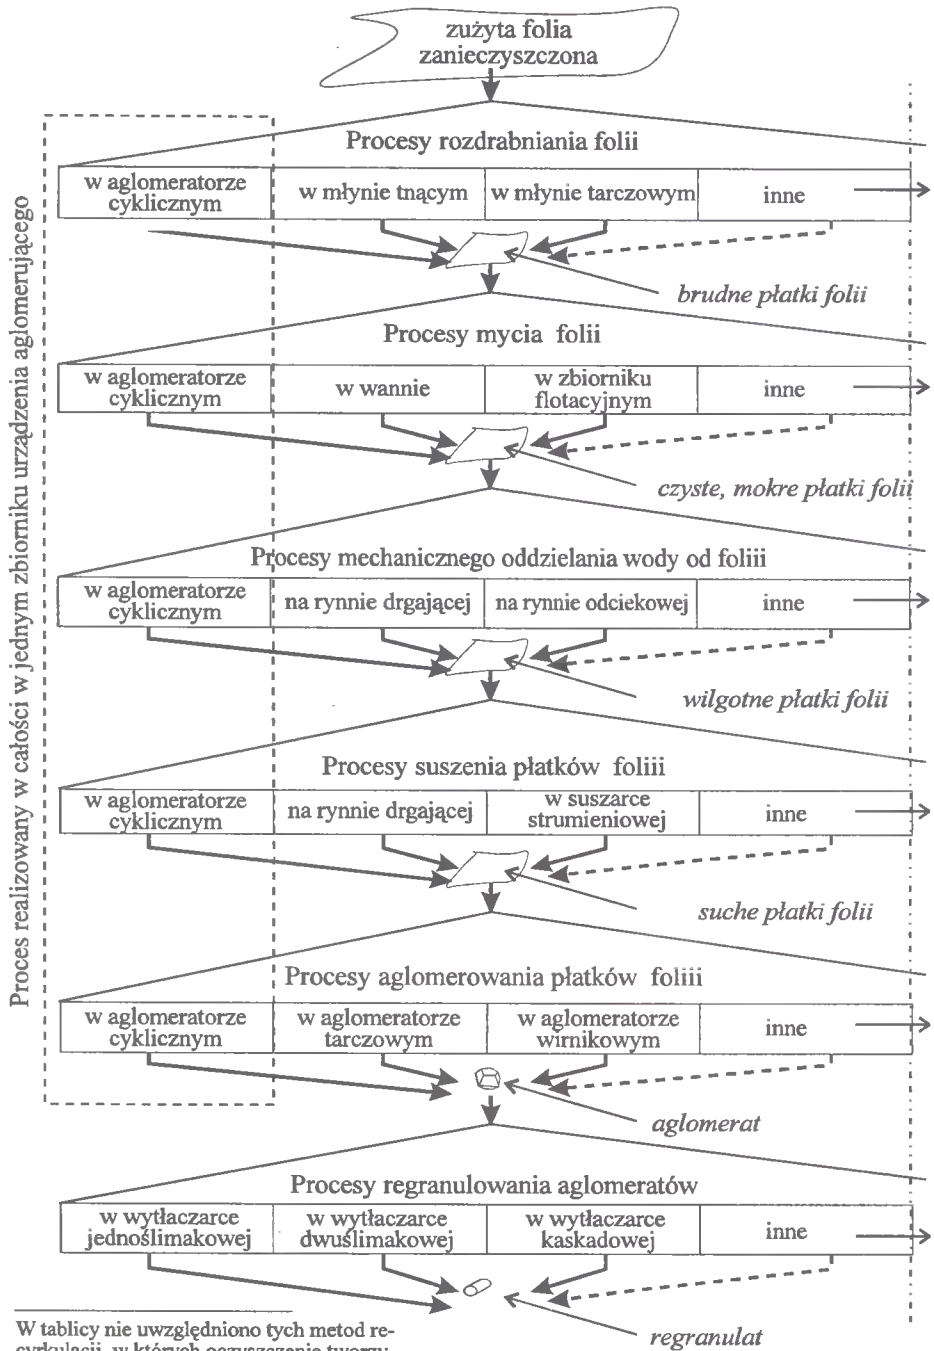 zużyta folia
zanieczyszczona
Procesy rozdrabniania folii
w aglomeratorze
cyklicznym
w młynie tnącym
w młynie tarczowym
inne
brudne płatki folii
Procesy mycia folii
w aglomeratorze
cyklicznym
w wannie
w zbiorniku
flotacyjnym
inne
czyste, mokre płatki folii
Procesy mechanicznego oddzielania wody od foliii
w aglomeratorze
cyklicznym
na rynnie drgającej
na rynnie odciekowej
inne
wilgotne płatki folii
Procesy suszenia płatków foliii
w aglomeratorze
cyklicznym
na rynnie drgającej
w suszarce
strumieniowej
inne
suche płatki folii
Procesy aglomerowania płatków foliii
w aglomeratorze
cyklicznym
w aglomeratorze
tarczowym
w aglomeratorze
wirnikowym
inne
aglomerat
Procesy regranulowania aglomeratów
w wytłaczarce
jednoślimakowej
w wytłaczarce
dwuślimakowej
w wytłaczarce
kaskadowej
inne
regranulat
Proces realizowany w całości w jednym zbiorniku urządzenia aglomerującego
W tablicy nie uwzględniono tych metod re-
cyrkulacji, w których oczyszczanie tworzy-